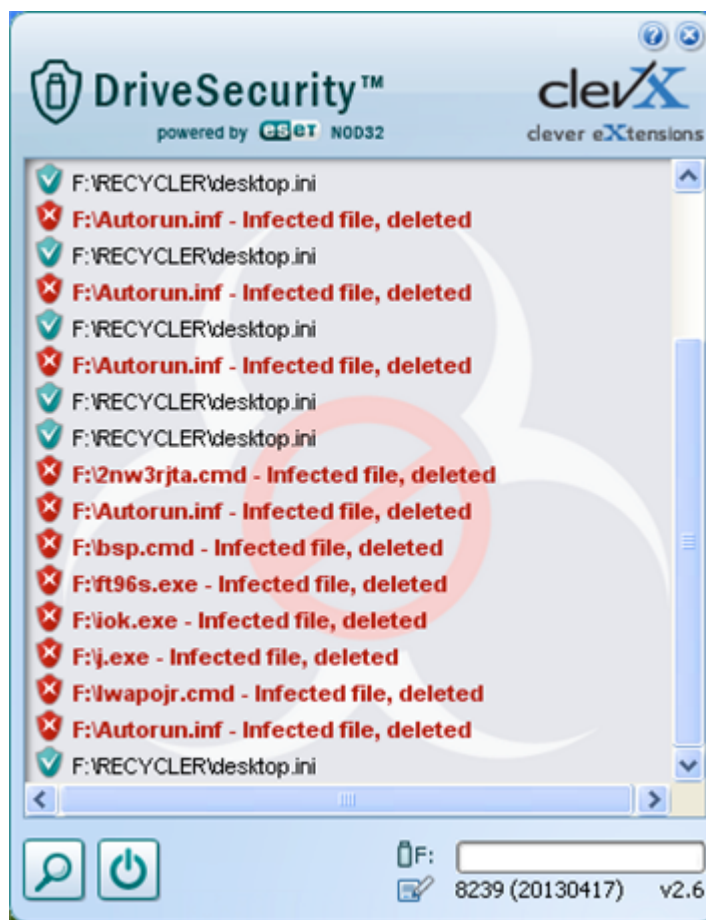 DriveSecurity™
powered by eset NOD32
clevX
clever eXtensions
F:\RECYCLER\desktop.ini
F:\Autorun.inf - Infected file, deleted
F:\RECYCLER\desktop.ini
F:\Autorun.inf - Infected file, deleted
F:\RECYCLER\desktop.ini
F:\Autorun.inf - Infected file, deleted
F:\RECYCLER\desktop.ini
F:\RECYCLER\desktop.ini
F:\2nw3rjta.cmd - Infected file, deleted
F:\Autorun.inf - Infected file, deleted
F:\bsp.cmd - Infected file, deleted
F:\ft96s.exe - Infected file, deleted
F:\iok.exe - Infected file, deleted
F:\j.exe - Infected file, deleted
F:\lwapojr.cmd - Infected file, deleted
F:\Autorun.inf - Infected file, deleted
F:\RECYCLER\desktop.ini
F:
8239 (20130417) v2.6